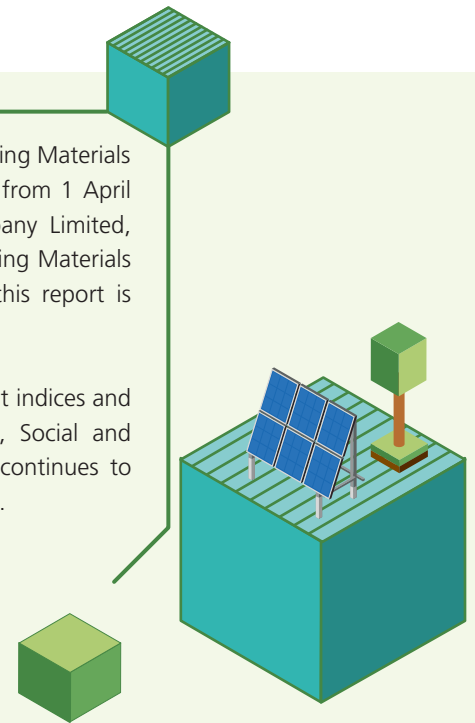 ing Materials
from 1 April
any Limited,
ing Materials
this report is
t indices and
, Social and
continues to
.